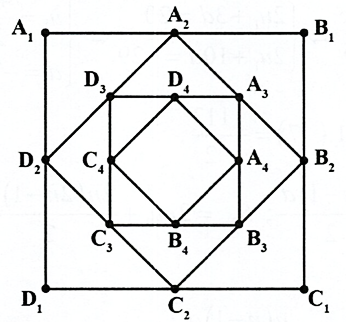 A₁ A₂ B₁
D₃ D₄ A₃
D₂ C₄ A₄ B₂
C₃ B₄ B₃
D₁ C₂ C₁